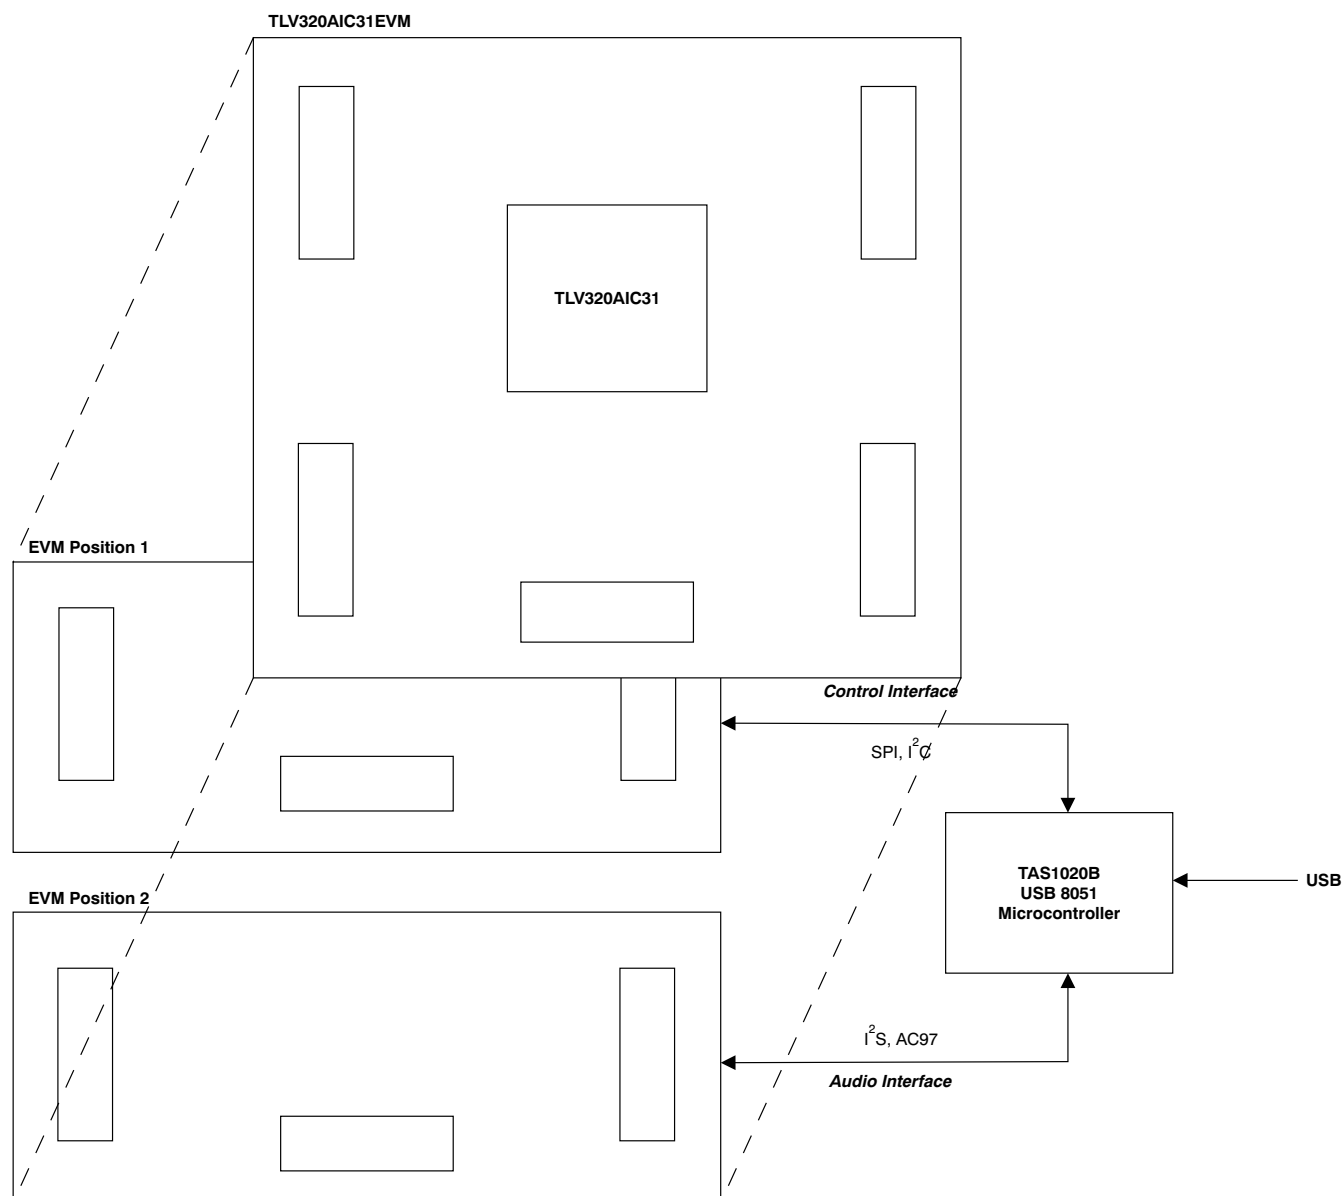 TLV320AIC31EVM
TLV320AIC31
EVM Position 1
Control Interface
SPI, I²C
TAS1020B
USB 8051
Microcontroller
USB
EVM Position 2
I²S, AC97
Audio Interface